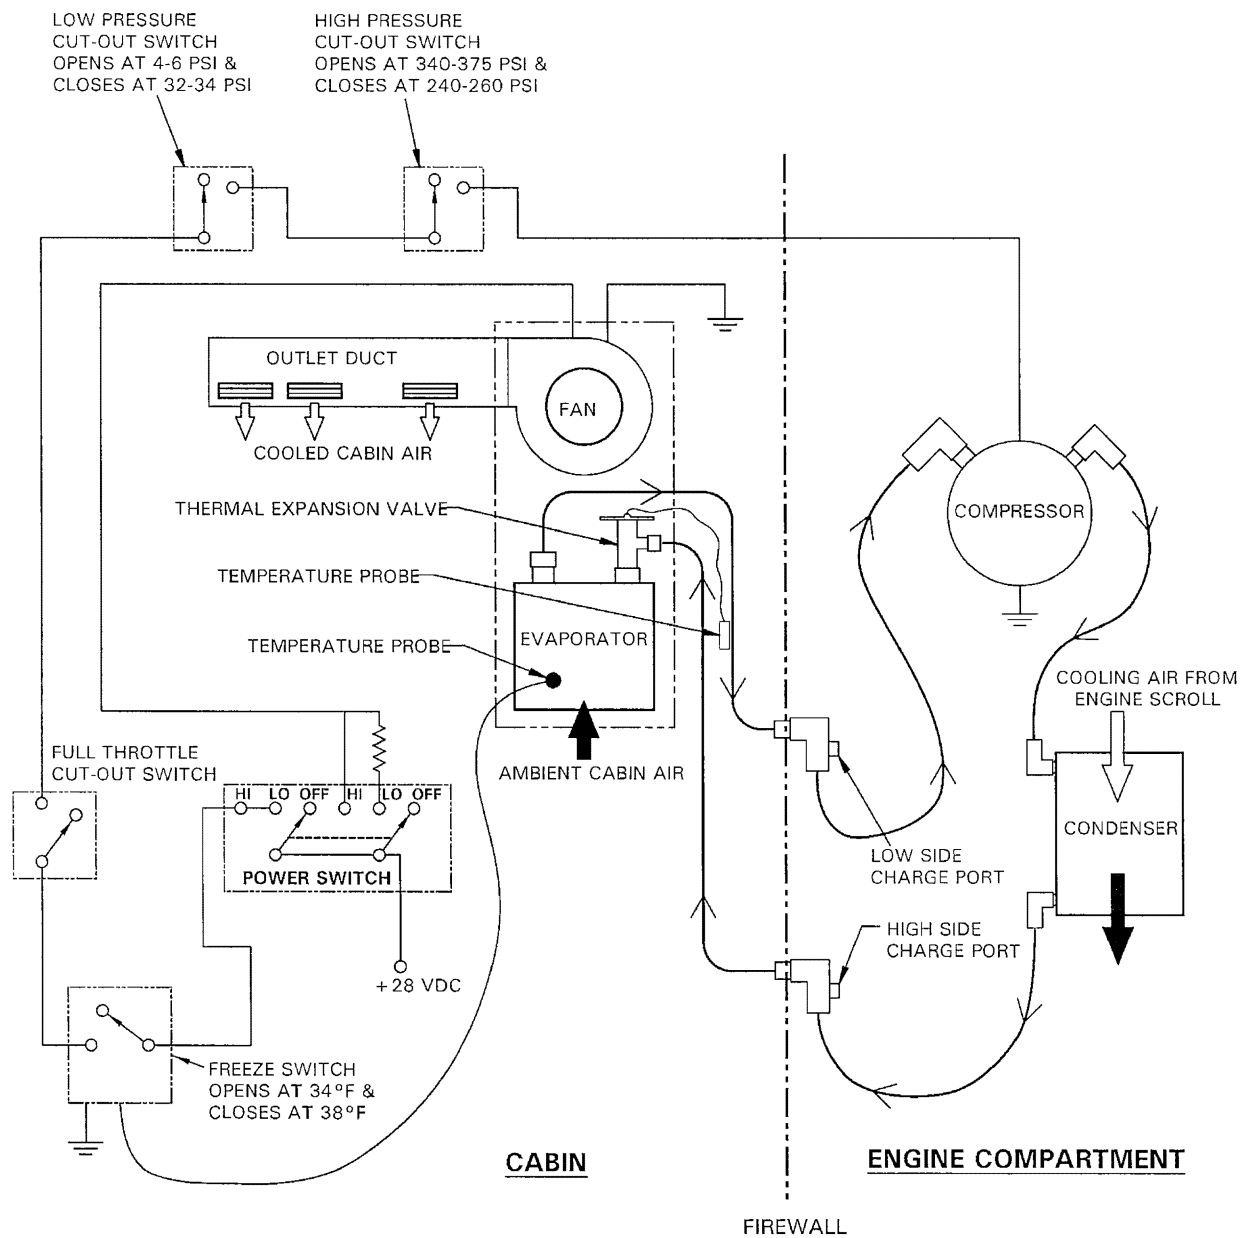 LOW PRESSURE
CUT-OUT SWITCH
OPENS AT 4-6 PSI &
CLOSES AT 32-34 PSI
HIGH PRESSURE
CUT-OUT SWITCH
OPENS AT 340-375 PSI &
CLOSES AT 240-260 PSI
OUTLET DUCT
FAN
COOLED CABIN AIR
THERMAL EXPANSION VALVE
COMPRESSOR
TEMPERATURE PROBE
EVAPORATOR
TEMPERATURE PROBE
COOLING AIR FROM
ENGINE SCROLL
FULL THROTTLE
CUT-OUT SWITCH
AMBIENT CABIN AIR
HI LO OFF HI LO OFF
POWER SWITCH
CONDENSER
LOW SIDE
CHARGE PORT
HIGH SIDE
CHARGE PORT
+28 VDC
FREEZE SWITCH
OPENS AT 34°F &
CLOSES AT 38°F
CABIN
ENGINE COMPARTMENT
FIREWALL